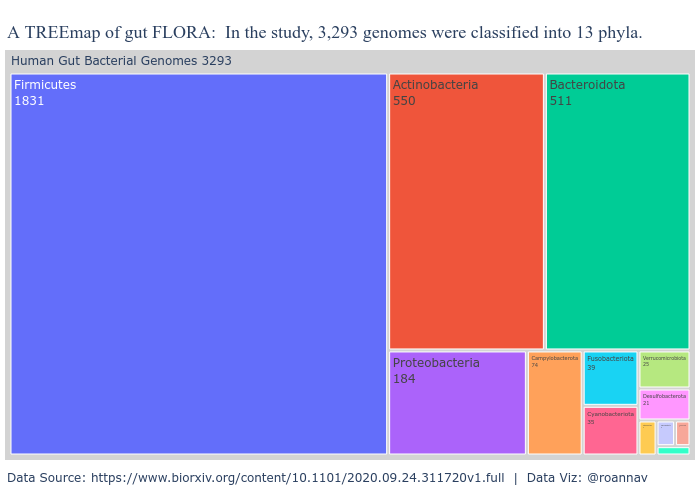 A TREEmap of gut FLORA:  In the study, 3,293 genomes were classified into 13 phyla.
Human Gut Bacterial Genomes 3293
Firmicutes
1831
Actinobacteria
550
Bacteroidota
511
Proteobacteria
184
Campylobacterota
74
Fusobacteriota
39
Cyanobacteriota
35
Verrucomicrobiota
25
Desulfobacterota
21
Data Source: https://www.biorxiv.org/content/10.1101/2020.09.24.311720v1.full  |  Data Viz: @roannav